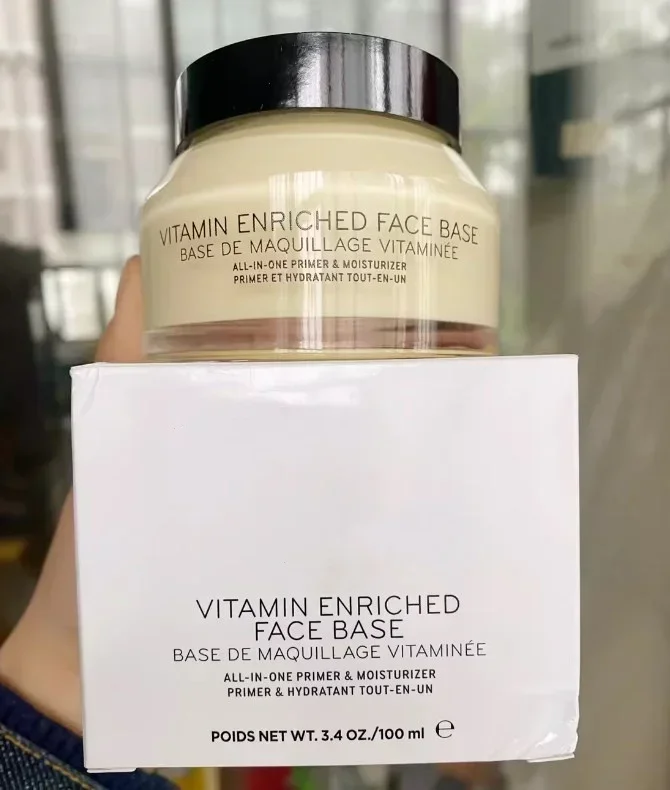 VITAMIN ENRICHED FACE BASE
BASE DE MAQUILLAGE VITAMINÉE
ALL-IN-ONE PRIMER & MOISTURIZER
PRIMER ET HYDRATANT TOUT-EN-UN
VITAMIN ENRICHED
FACE BASE
BASE DE MAQUILLAGE VITAMINÉE
ALL-IN-ONE PRIMER & MOISTURIZER
PRIMER & HYDRATANT TOUT-EN-UN
POIDS NET WT. 3.4 OZ./100 ml ℮